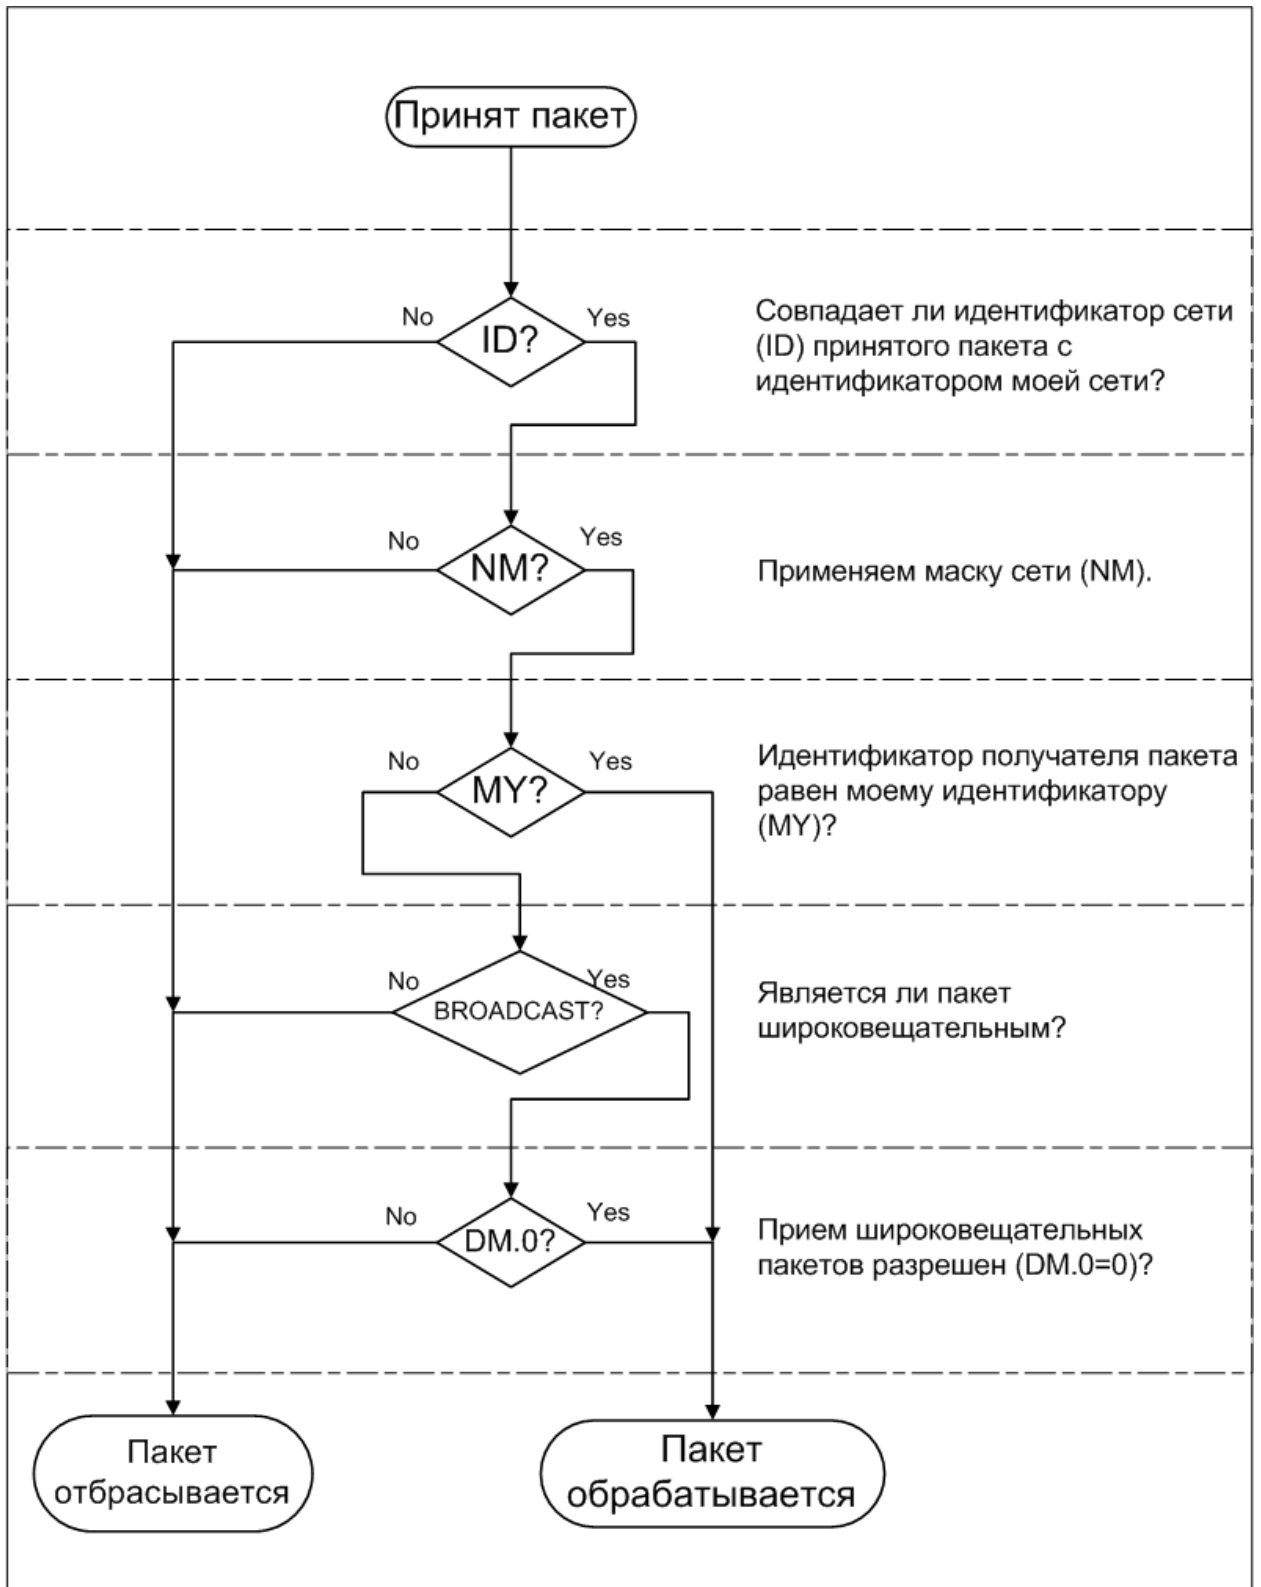 Принят пакет
No
Yes
ID?
Совпадает ли идентификатор сети
(ID) принятого пакета с
идентификатором моей сети?
No
Yes
NM?
Применяем маску сети (NM).
No
Yes
MY?
Идентификатор получателя пакета
равен моему идентификатору
(MY)?
No
Yes
BROADCAST?
Является ли пакет
широковещательным?
No
Yes
DM.0?
Прием широковещательных
пакетов разрешен (DM.0=0)?
Пакет
отбрасывается
Пакет
обрабатывается